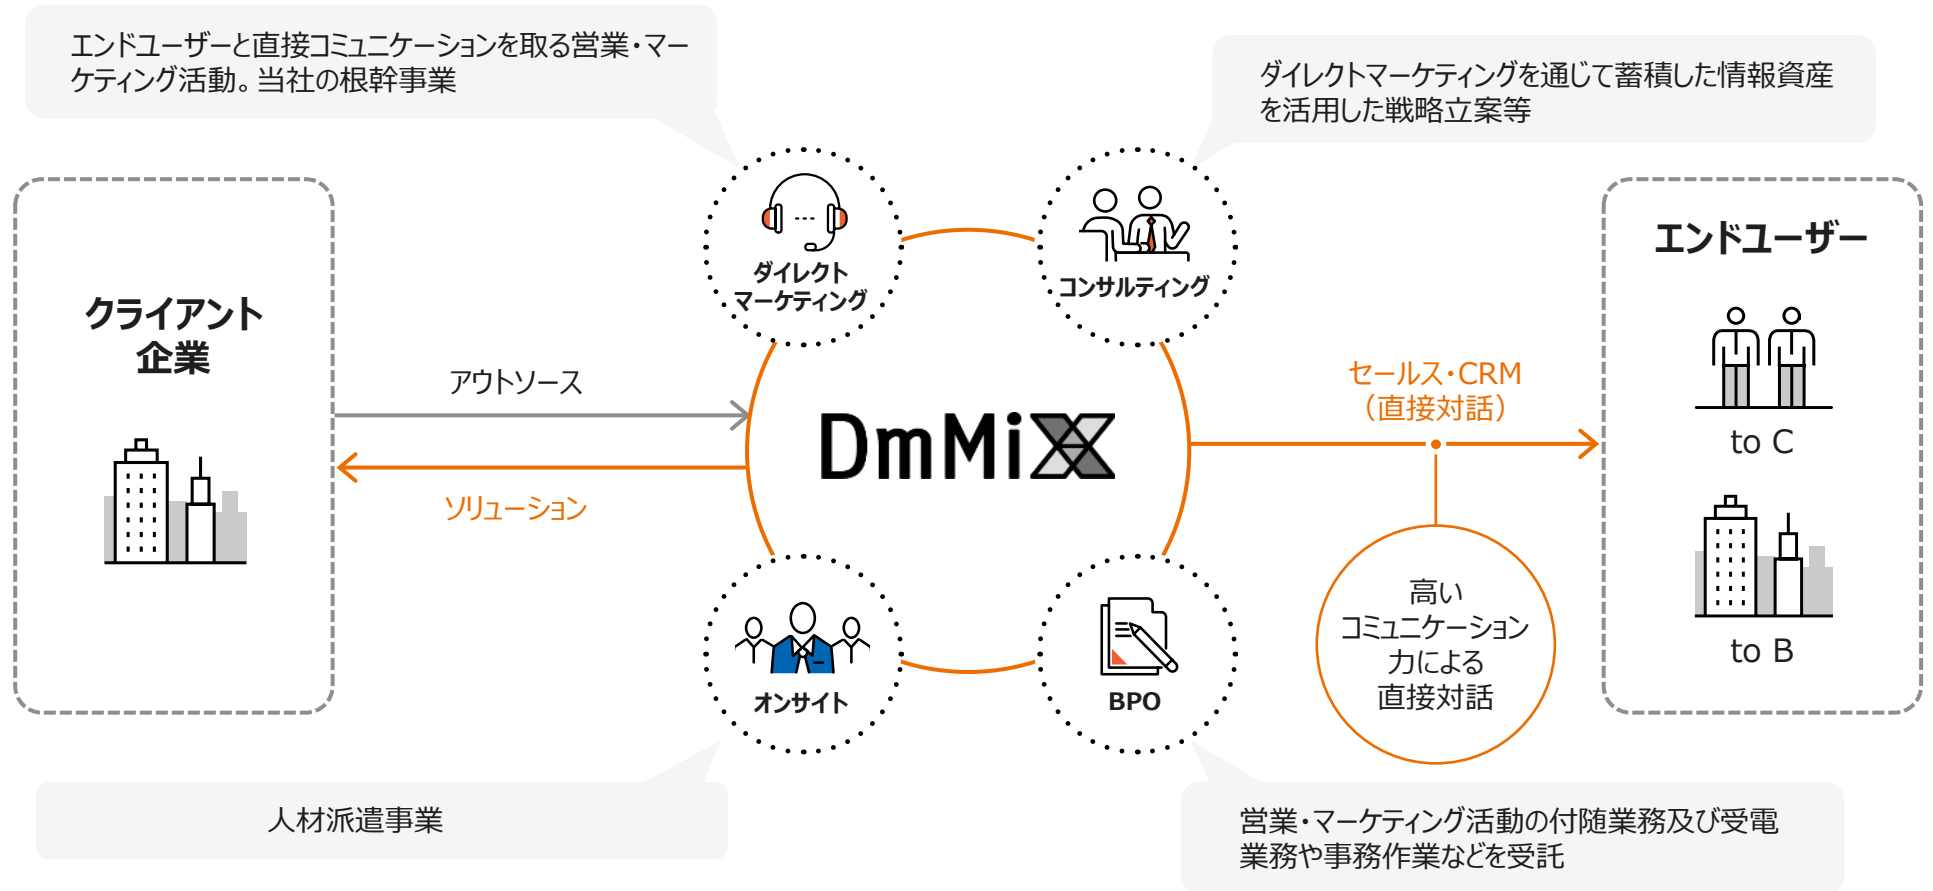 エンドユーザーと直接コミュニケーションを取る営業・マー
ケティング活動。当社の根幹事業
ダイレクトマーケティングを通じて蓄積した情報資産
を活用した戦略立案等
クライアント
企業
アウトソース
ソリューション
ダイレクト
マーケティング
コンサルティング
DmMiX
オンサイト
BPO
セールス・CRM
（直接対話）
高い
コミュニケーション
力による
直接対話
エンドユーザー
to C
to B
人材派遣事業
営業・マーケティング活動の付随業務及び受電
業務や事務作業などを受託